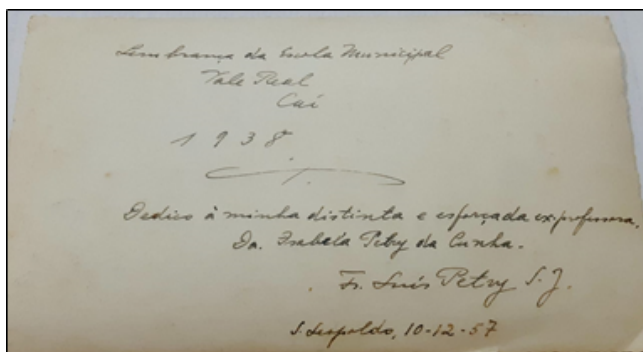 Lembrança da Escola Municipal
Vale Real
Caí
1938
Dedico à minha distinta e esforçada ex-professora,
Da. Isabela Petry da Cunha.
Fr. Luís Petry S.J.
S. Leopoldo, 10-12-57